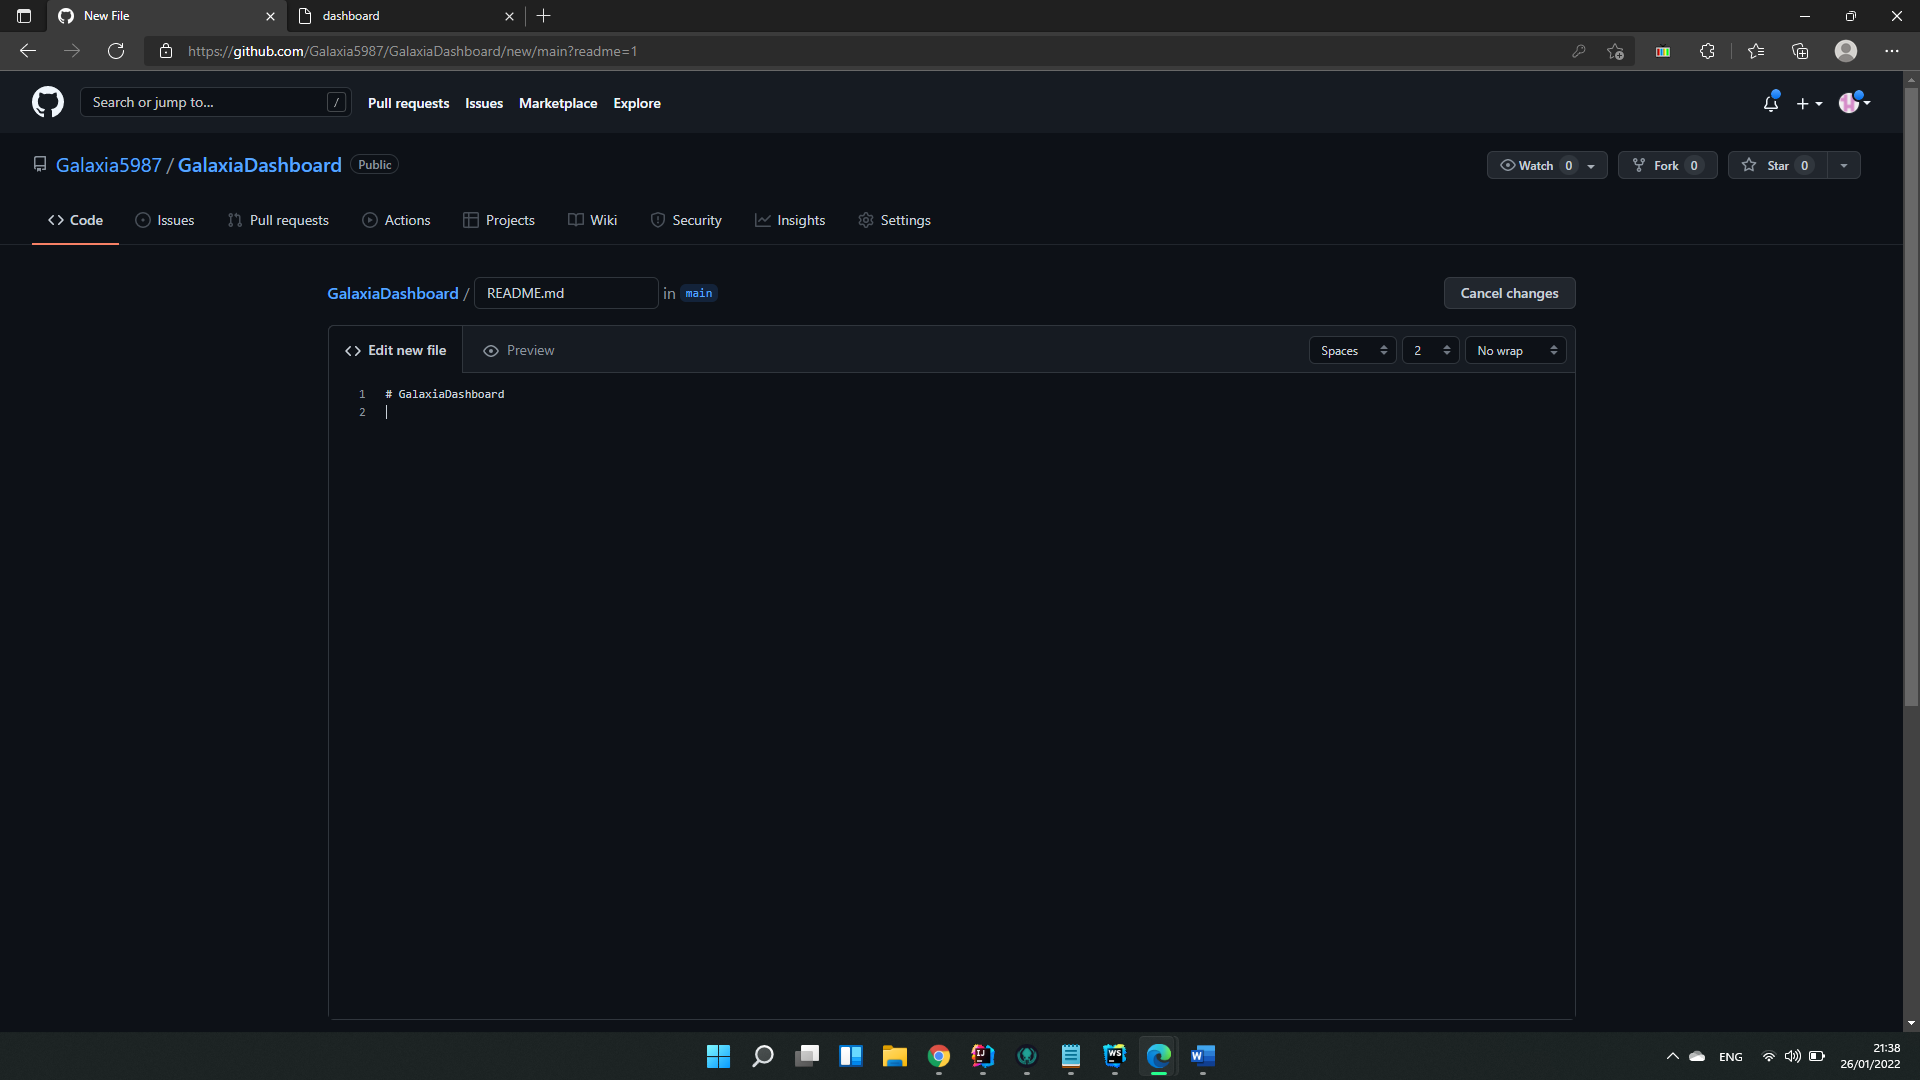 New File
dashboard
https://github.com/Galaxia5987/GalaxiaDashboard/new/main?readme=1
Search or jump to... /
Pull requests Issues Marketplace Explore
Galaxia5987 / GalaxiaDashboard Public
Watch 0 Fork 0 Star 0
Code Issues Pull requests Actions Projects Wiki Security Insights Settings
GalaxiaDashboard / README.md in main
Cancel changes
Edit new file Preview
Spaces 2 No wrap
1 # GalaxiaDashboard
2
IJ WS W
ENG
21:38
26/01/2022